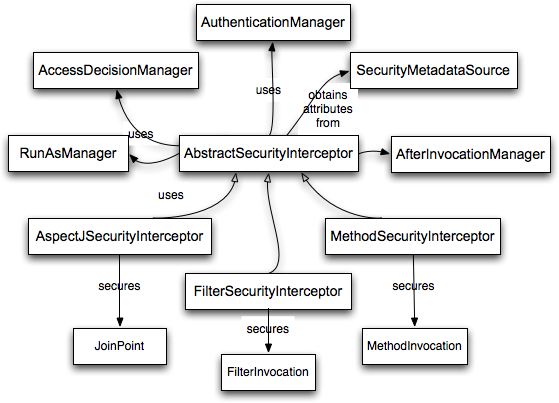 AuthenticationManager
AccessDecisionManager
SecurityMetadataSource
uses
obtains
attributes
from
uses
RunAsManager
AbstractSecurityInterceptor
AfterInvocationManager
uses
AspectJSecurityInterceptor
MethodSecurityInterceptor
secures
FilterSecurityInterceptor
secures
secures
JoinPoint
MethodInvocation
FilterInvocation